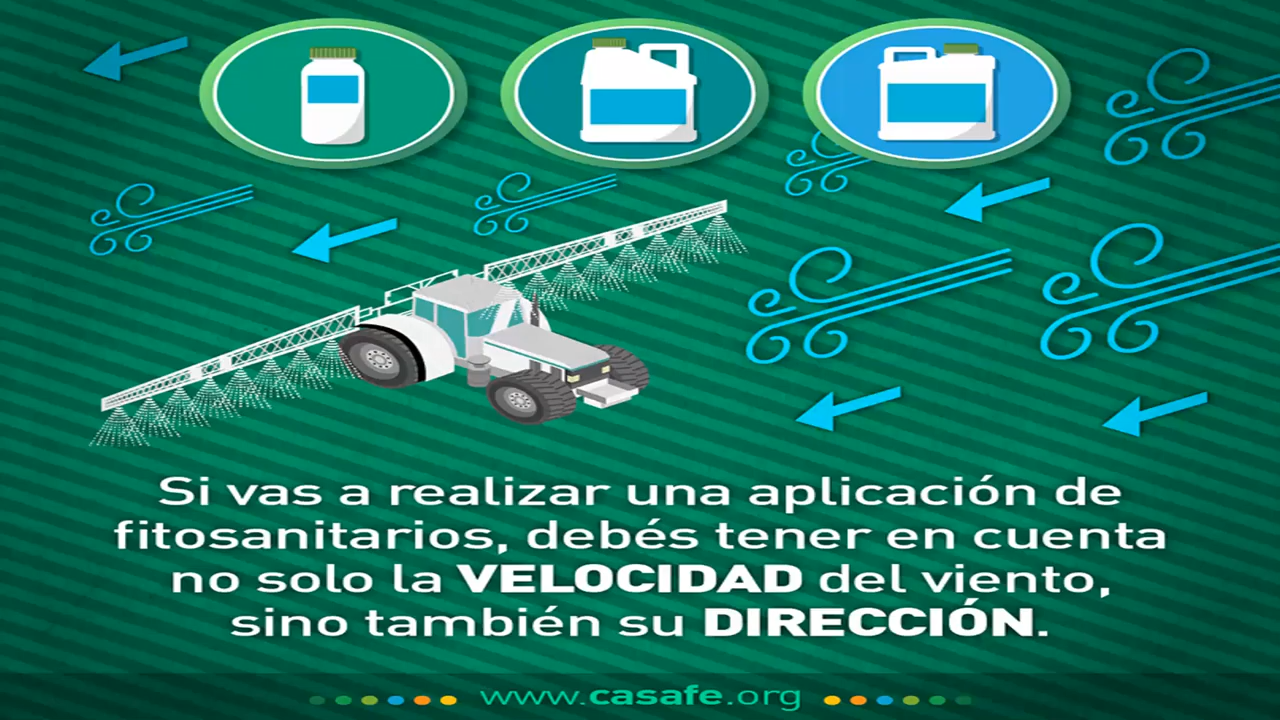 Si vas a realizar una aplicación de
fitosanitarios, debés tener en cuenta
no solo la VELOCIDAD del viento,
sino también su DIRECCIÓN.
www.casafe.org